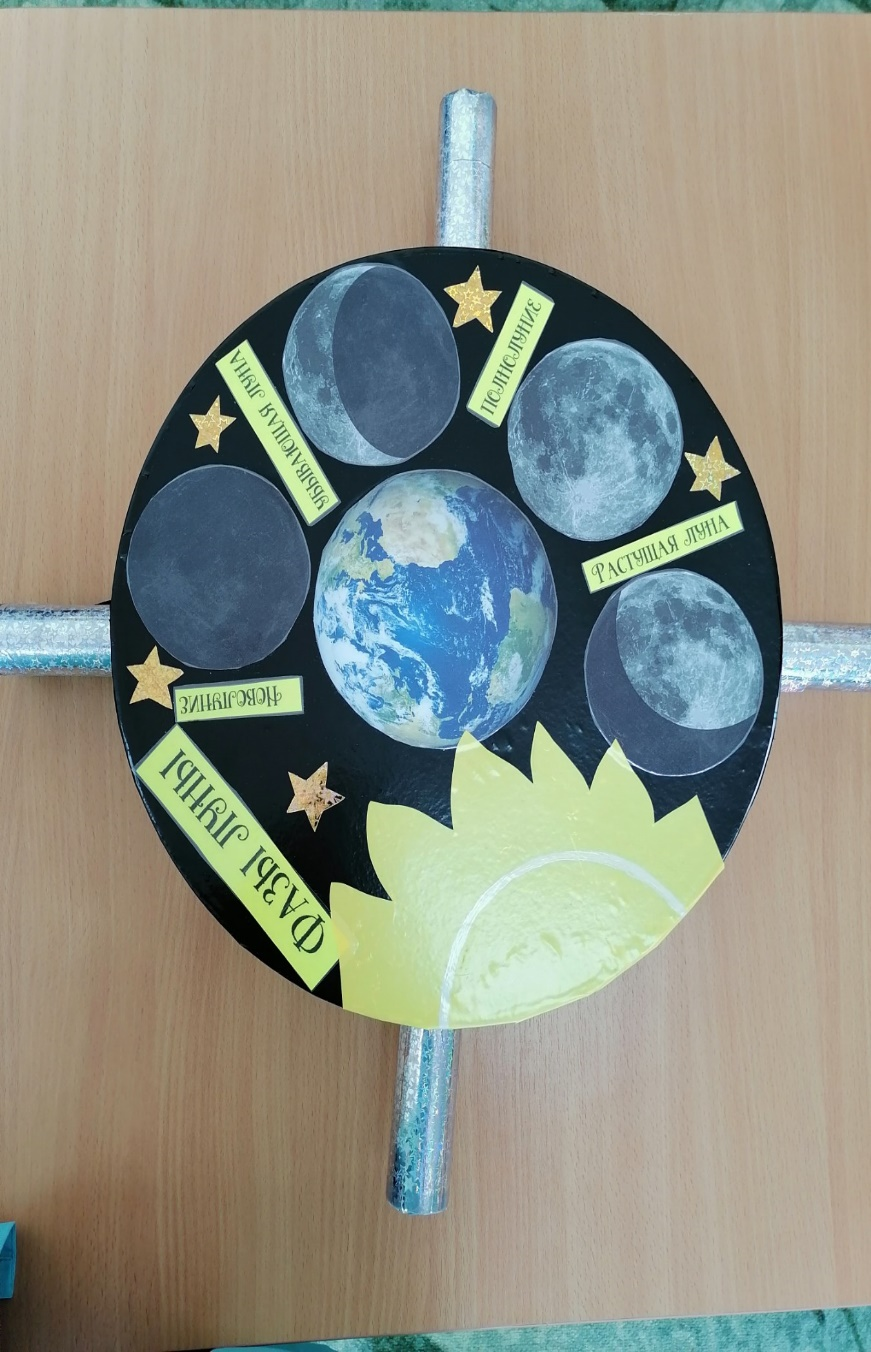 Фазы Луны
Новолуние
Убывающая Луна
Полнолуние
Растущая Луна